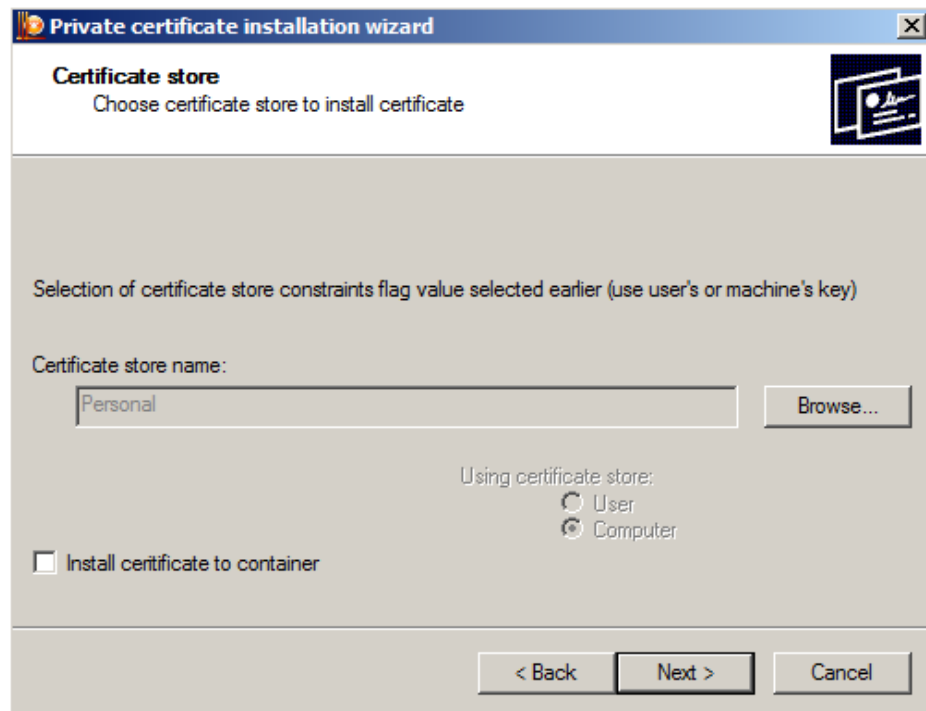 Private certificate installation wizard
Certificate store
Choose certificate store to install certificate
Selection of certificate store constraints flag value selected earlier (use user's or machine's key)
Certificate store name:
Personal
Browse...
Using certificate store:
User
Computer
Install ceritificate to container
< Back
Next >
Cancel